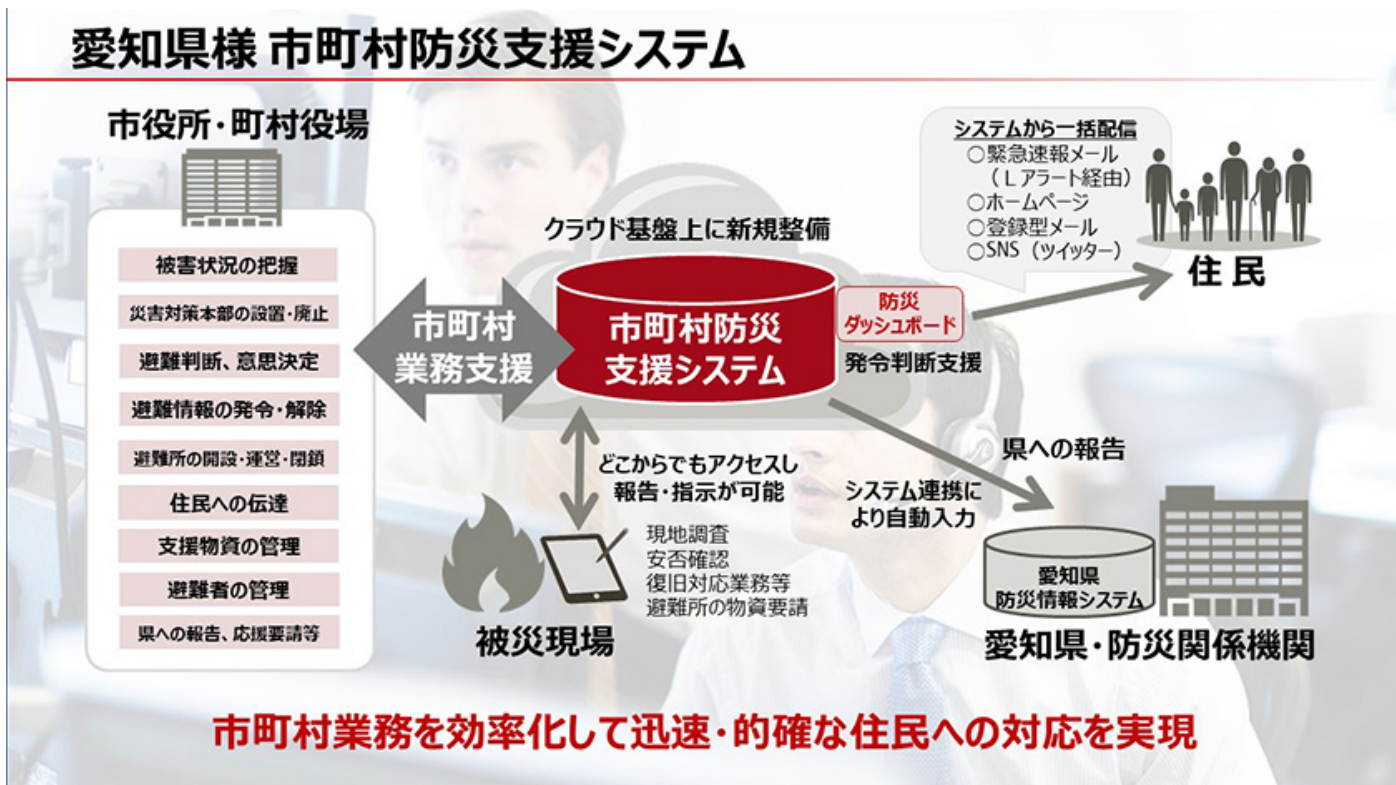 愛知県様 市町村防災支援システム
市役所・町村役場
被害状況の把握
災害対策本部の設置・廃止
避難判断、意思決定
避難情報の発令・解除
避難所の開設・運営・閉鎖
住民への伝達
支援物資の管理
避難者の管理
県への報告、応援要請等
市町村
業務支援
クラウド基盤上に新規整備
市町村防災
支援システム
防災
ダッシュボード
発令判断支援
システムから一括配信
○緊急速報メール
（Ｌアラート経由）
○ホームページ
○登録型メール
○SNS（ツイッター）
住民
どこからでもアクセスし
報告・指示が可能
現地調査
安否確認
復旧対応業務等
避難所の物資要請
被災現場
県への報告
システム連携に
より自動入力
愛知県
防災情報システム
愛知県・防災関係機関
市町村業務を効率化して迅速・的確な住民への対応を実現